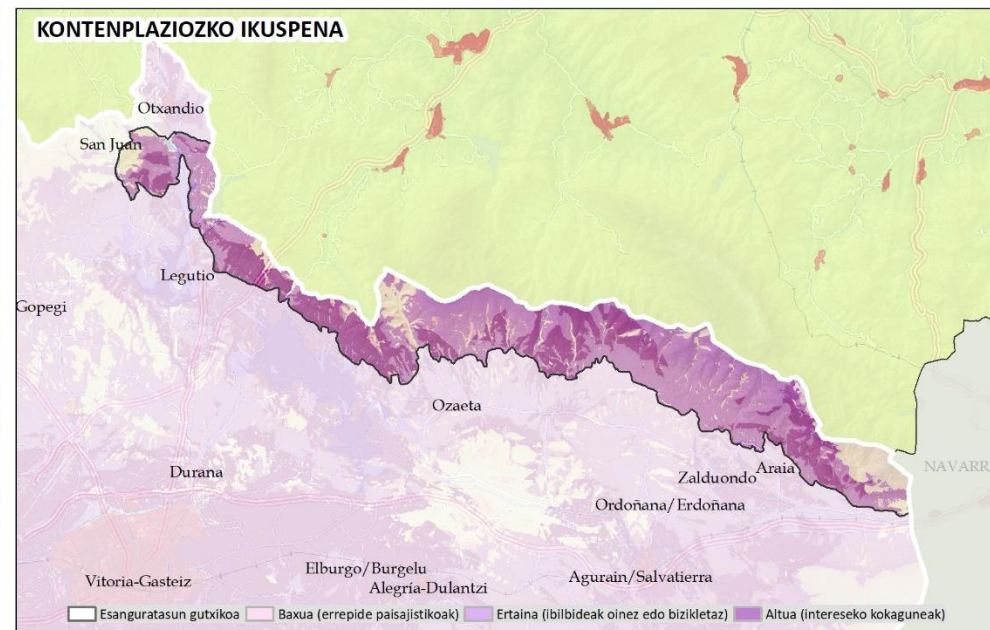 KONTENPLAZIOZKO IKUSPENA
Otxandio
San Juan
Legutio
Gopegi
Ozaeta
NAVARRA
Durana
Araia
Zalduondo
Ordoñana/Erdoñana
Elburgo/Burgelu
Vitoria-Gasteiz
Alegría-Dulantzi
Agurain/Salvatierra
Esanguratasun gutxikoa Baxua (errepide paisajistikoak) Ertaina (ibilbideak oinez edo bizikletaz) Altua (intereseko kokaguneak)